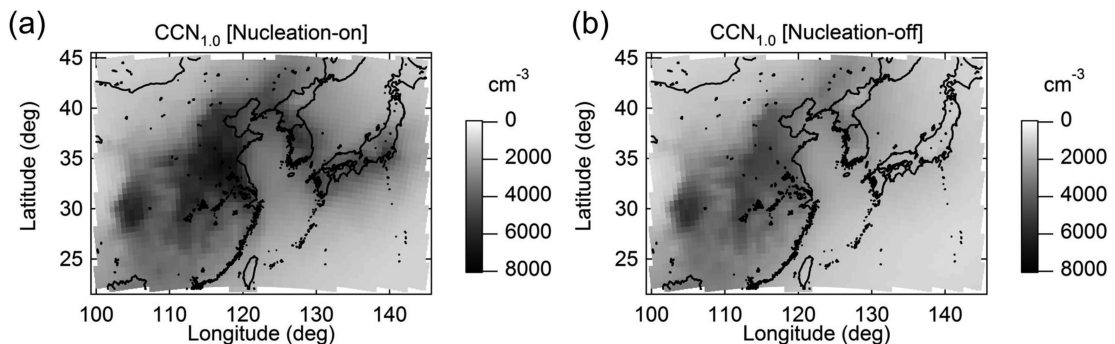 (a)
CCN1.0 [Nucleation-on]
45
40
35
30
25
Latitude (deg)
100 110 120 130 140
Longitude (deg)
cm-3
0
2000
4000
6000
8000
(b)
CCN1.0 [Nucleation-off]
45
40
35
30
25
Latitude (deg)
100 110 120 130 140
Longitude (deg)
cm-3
0
2000
4000
6000
8000